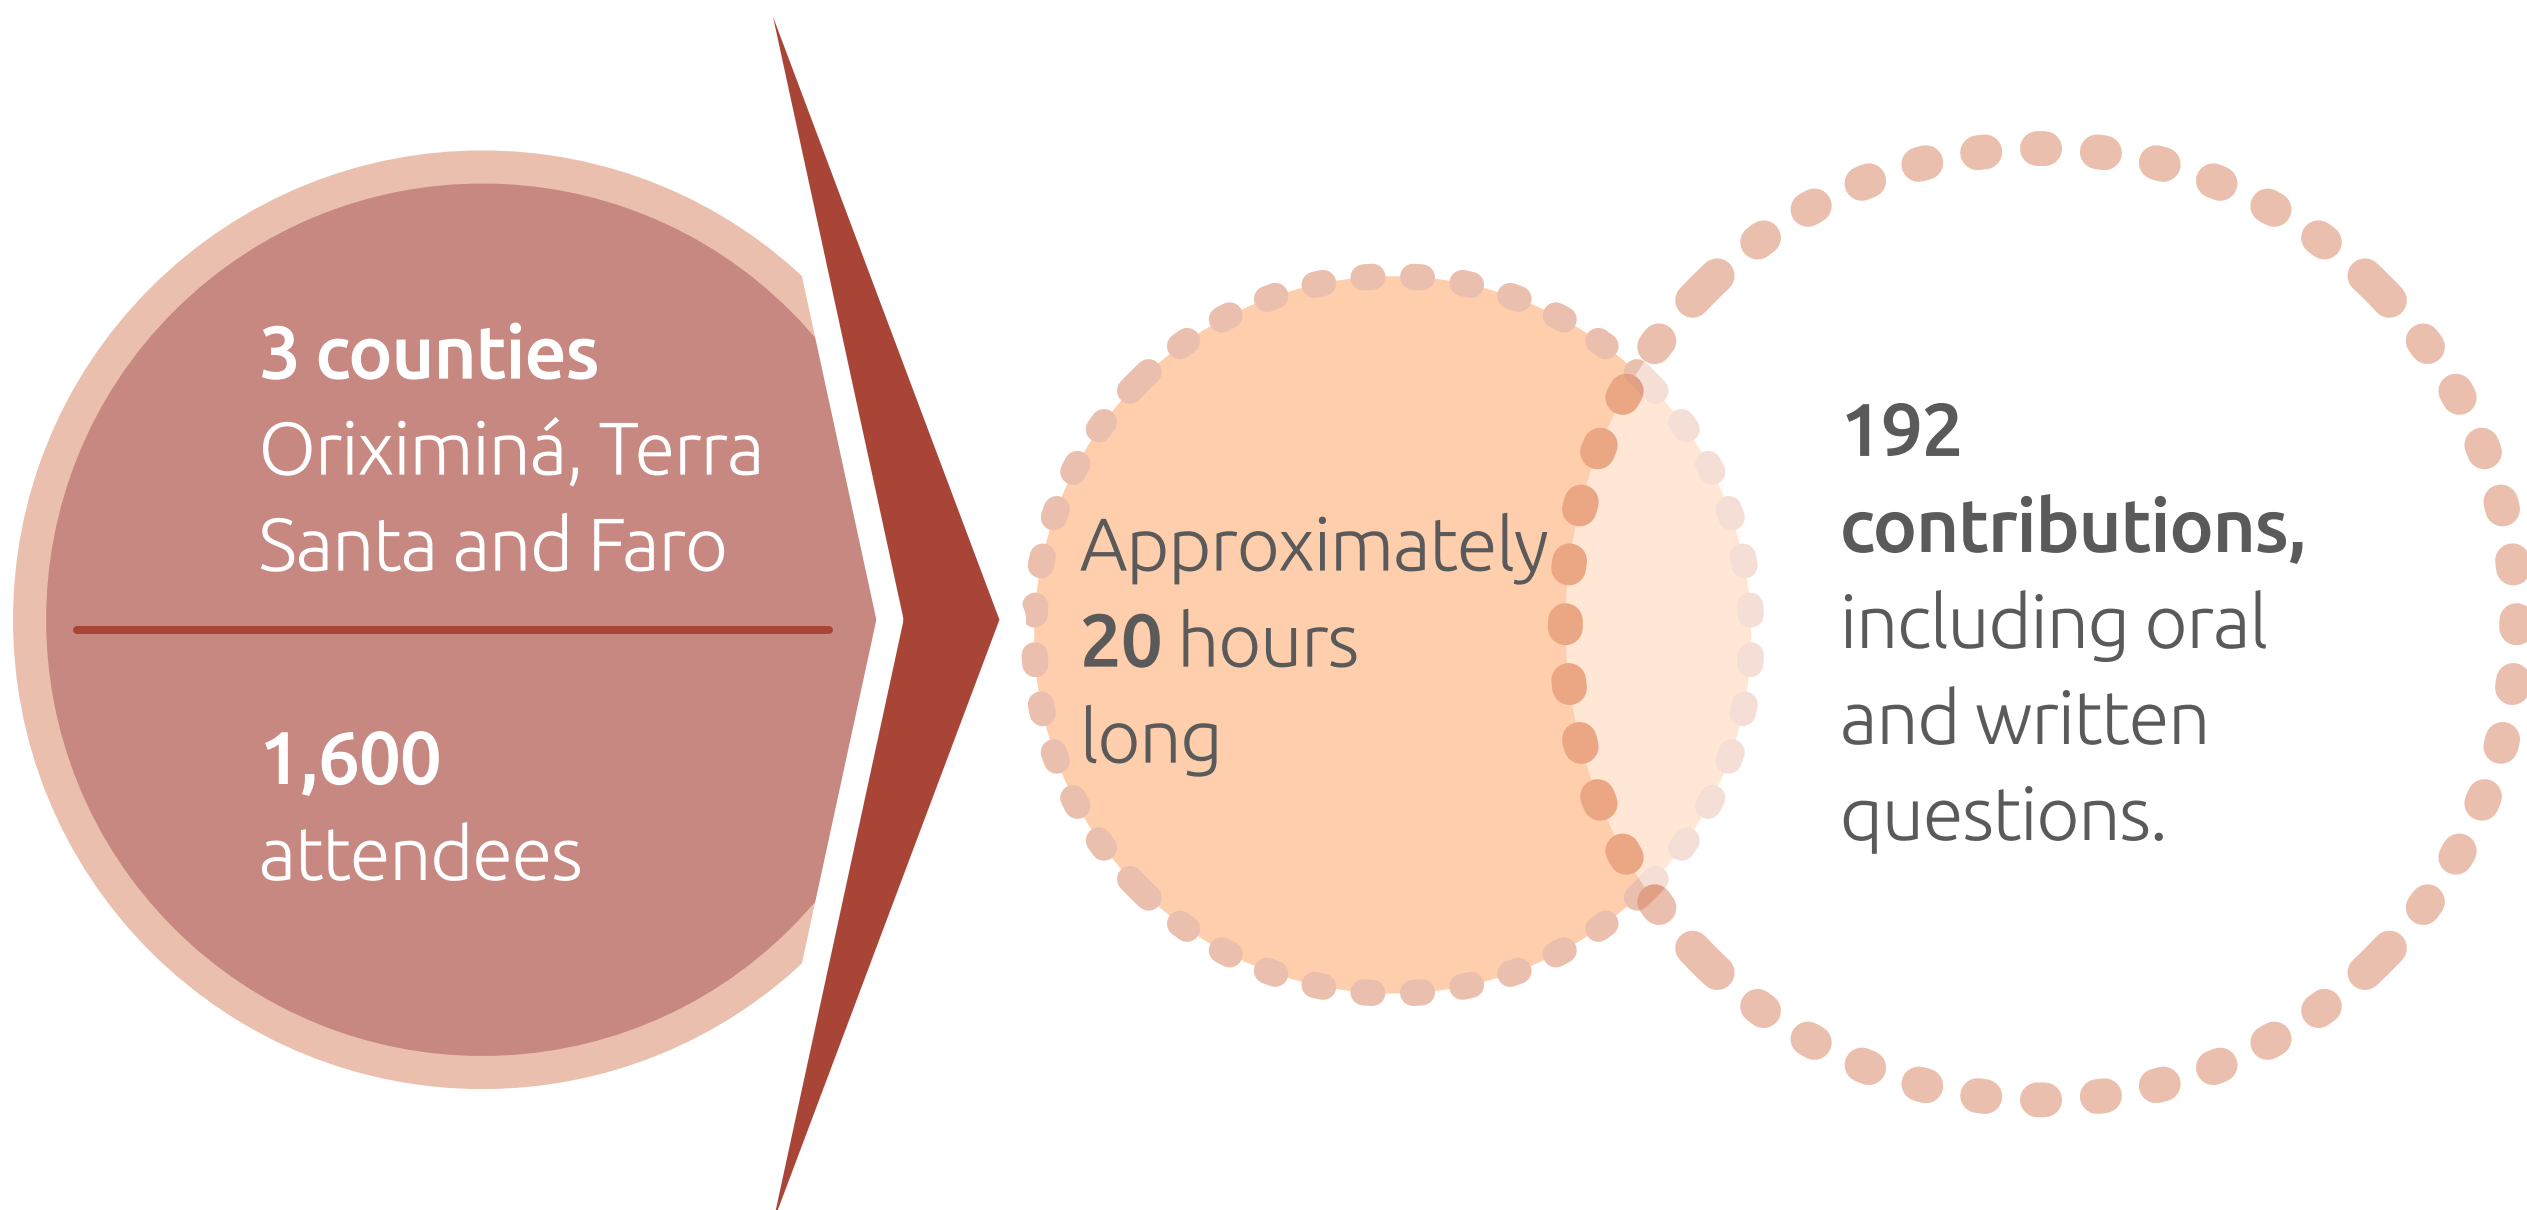 3 counties
Oriximiná, Terra
Santa and Faro
1,600
attendees
Approximately
20 hours
long
192
contributions,
including oral
and written
questions.